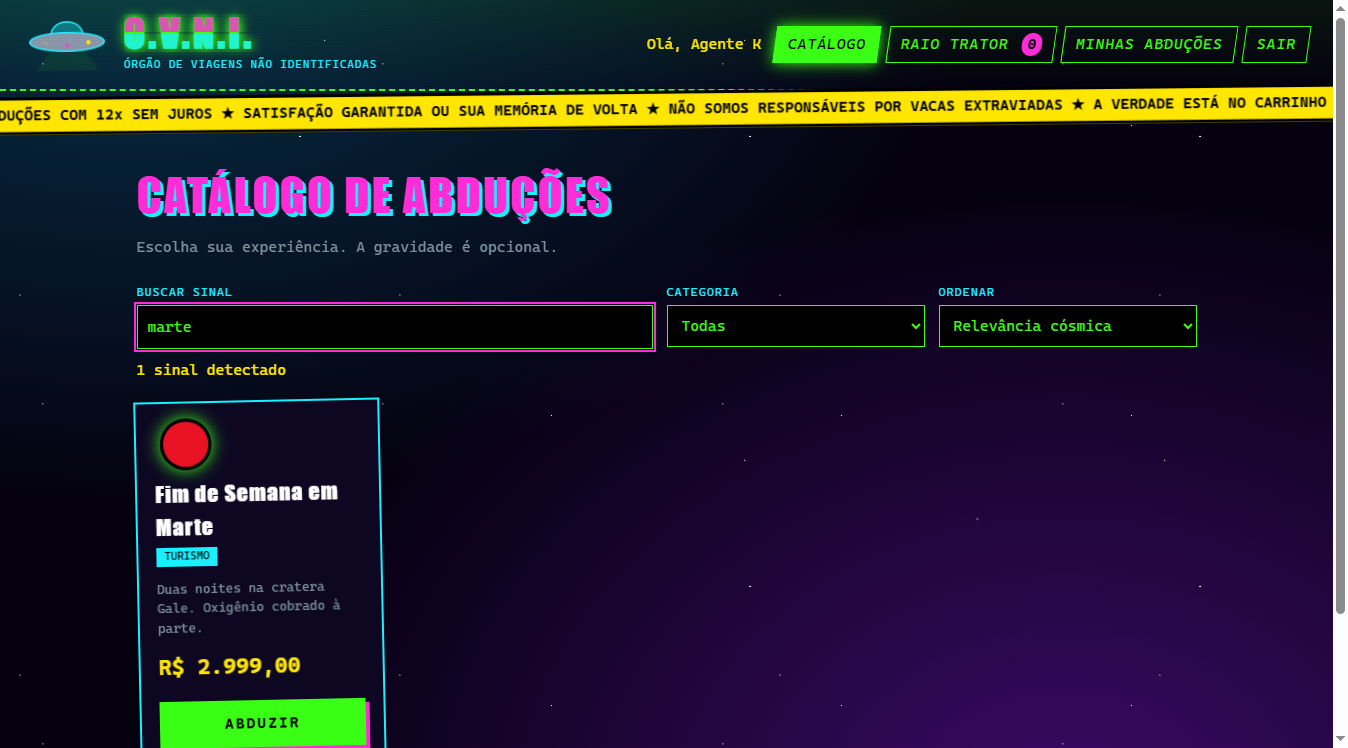 O.V.N.I.
ÓRGÃO DE VIAGENS NÃO IDENTIFICADAS
Olá, Agente K
CATÁLOGO
RAIO TRATOR 0
MINHAS ABDUÇÕES
SAIR
DUÇÕES COM 12x SEM JUROS ★ SATISFAÇÃO GARANTIDA OU SUA MEMÓRIA DE VOLTA ★ NÃO SOMOS RESPONSÁVEIS POR VACAS EXTRAVIADAS ★ A VERDADE ESTÁ NO CARRINHO
CATÁLOGO DE ABDUÇÕES
Escolha sua experiência. A gravidade é opcional.
BUSCAR SINAL
CATEGORIA
ORDENAR
marte
Todas
Relevância cósmica
1 sinal detectado
Fim de Semana em
Marte
TURISMO
Duas noites na cratera
Gale. Oxigênio cobrado à
parte.
R$ 2.999,00
ABDUZIR